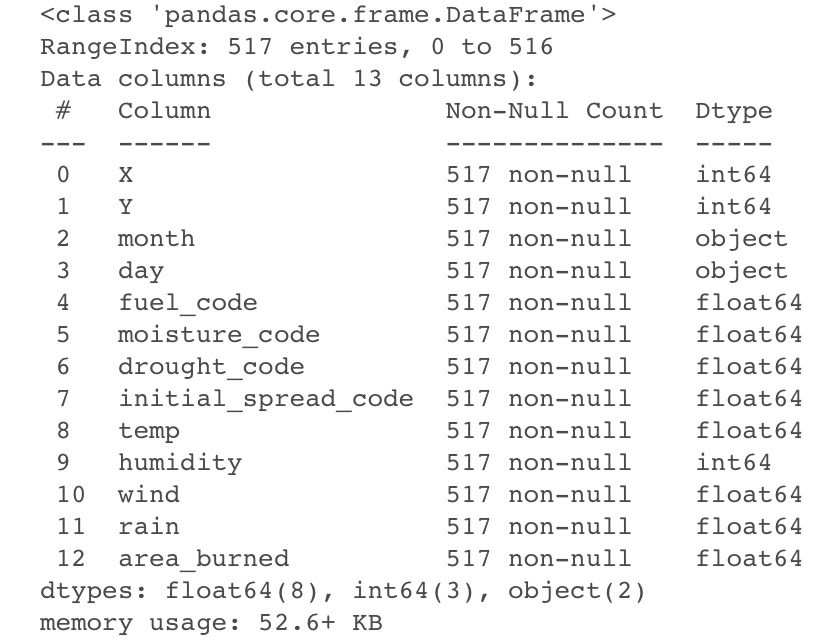 <class 'pandas.core.frame.DataFrame'>
RangeIndex: 517 entries, 0 to 516
Data columns (total 13 columns):
 #   Column               Non-Null Count  Dtype
---  ------               --------------  -----
 0   X                    517 non-null    int64
 1   Y                    517 non-null    int64
 2   month                517 non-null    object
 3   day                  517 non-null    object
 4   fuel_code            517 non-null    float64
 5   moisture_code        517 non-null    float64
 6   drought_code         517 non-null    float64
 7   initial_spread_code  517 non-null    float64
 8   temp                 517 non-null    float64
 9   humidity             517 non-null    int64
 10  wind                 517 non-null    float64
 11  rain                 517 non-null    float64
 12  area_burned          517 non-null    float64
dtypes: float64(8), int64(3), object(2)
memory usage: 52.6+ KB